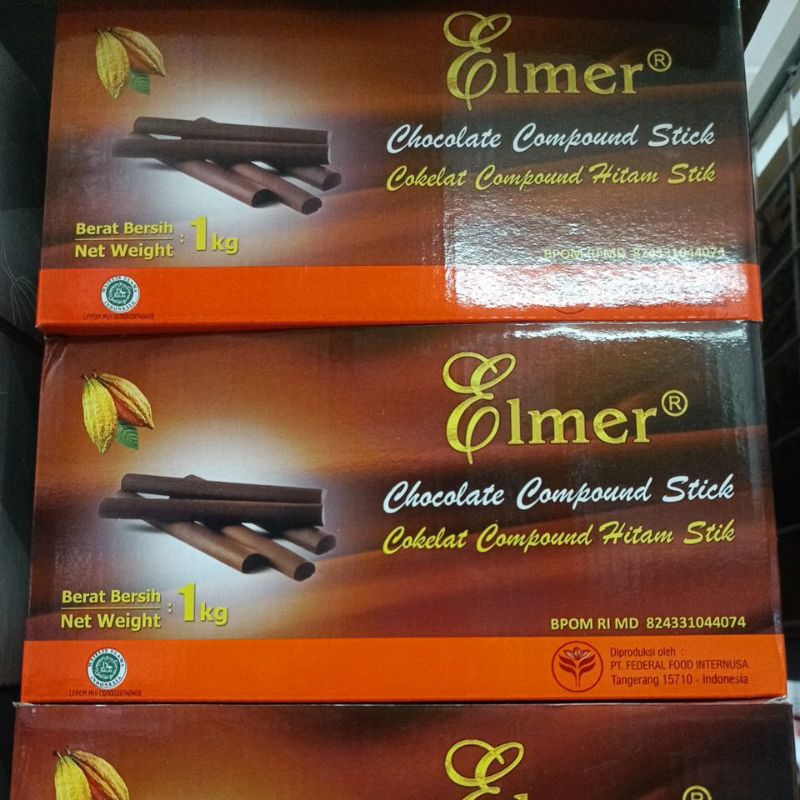 Elmer®
Chocolate Compound Stick
Cokelat Compound Hitam Stik
Berat Bersih
Net Weight : 1kg
BPOM RI MD 824331044074
Elmer®
Chocolate Compound Stick
Cokelat Compound Hitam Stik
Berat Bersih
Net Weight : 1kg
BPOM RI MD 824331044074
Diproduksi oleh :
PT. FEDERAL FOOD INTERNUSA
Tangerang 15710 - Indonesia
Elmer®